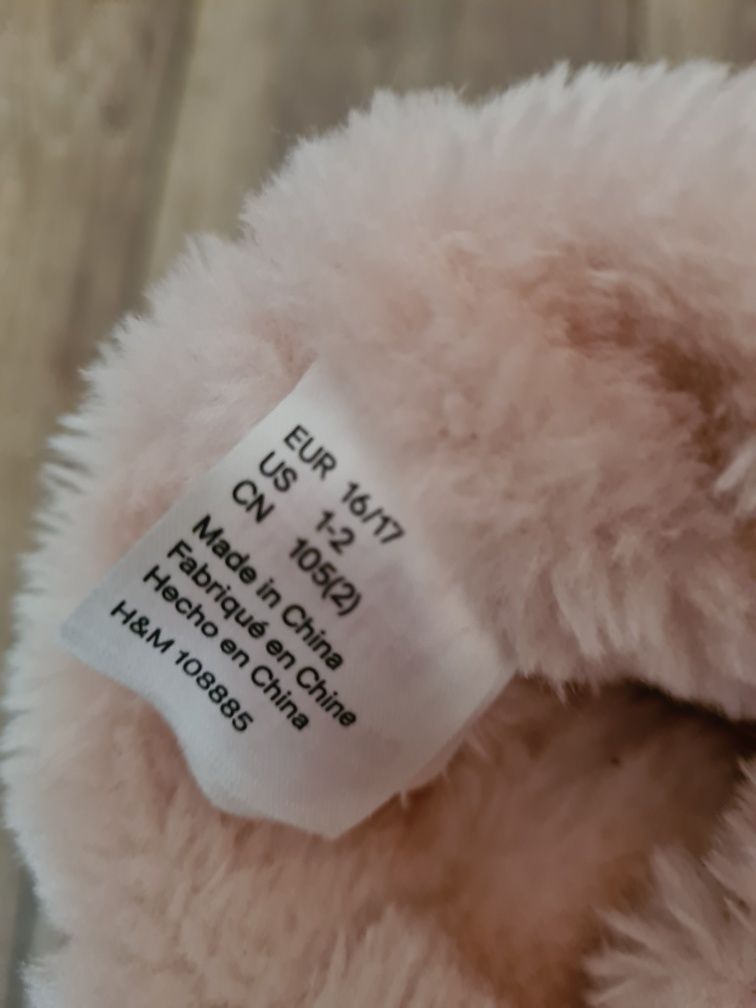 EUR 16/17
US 1-2
CN 105(2)
Made in China
Fabriqué en Chine
Hecho en China
H&M 108885